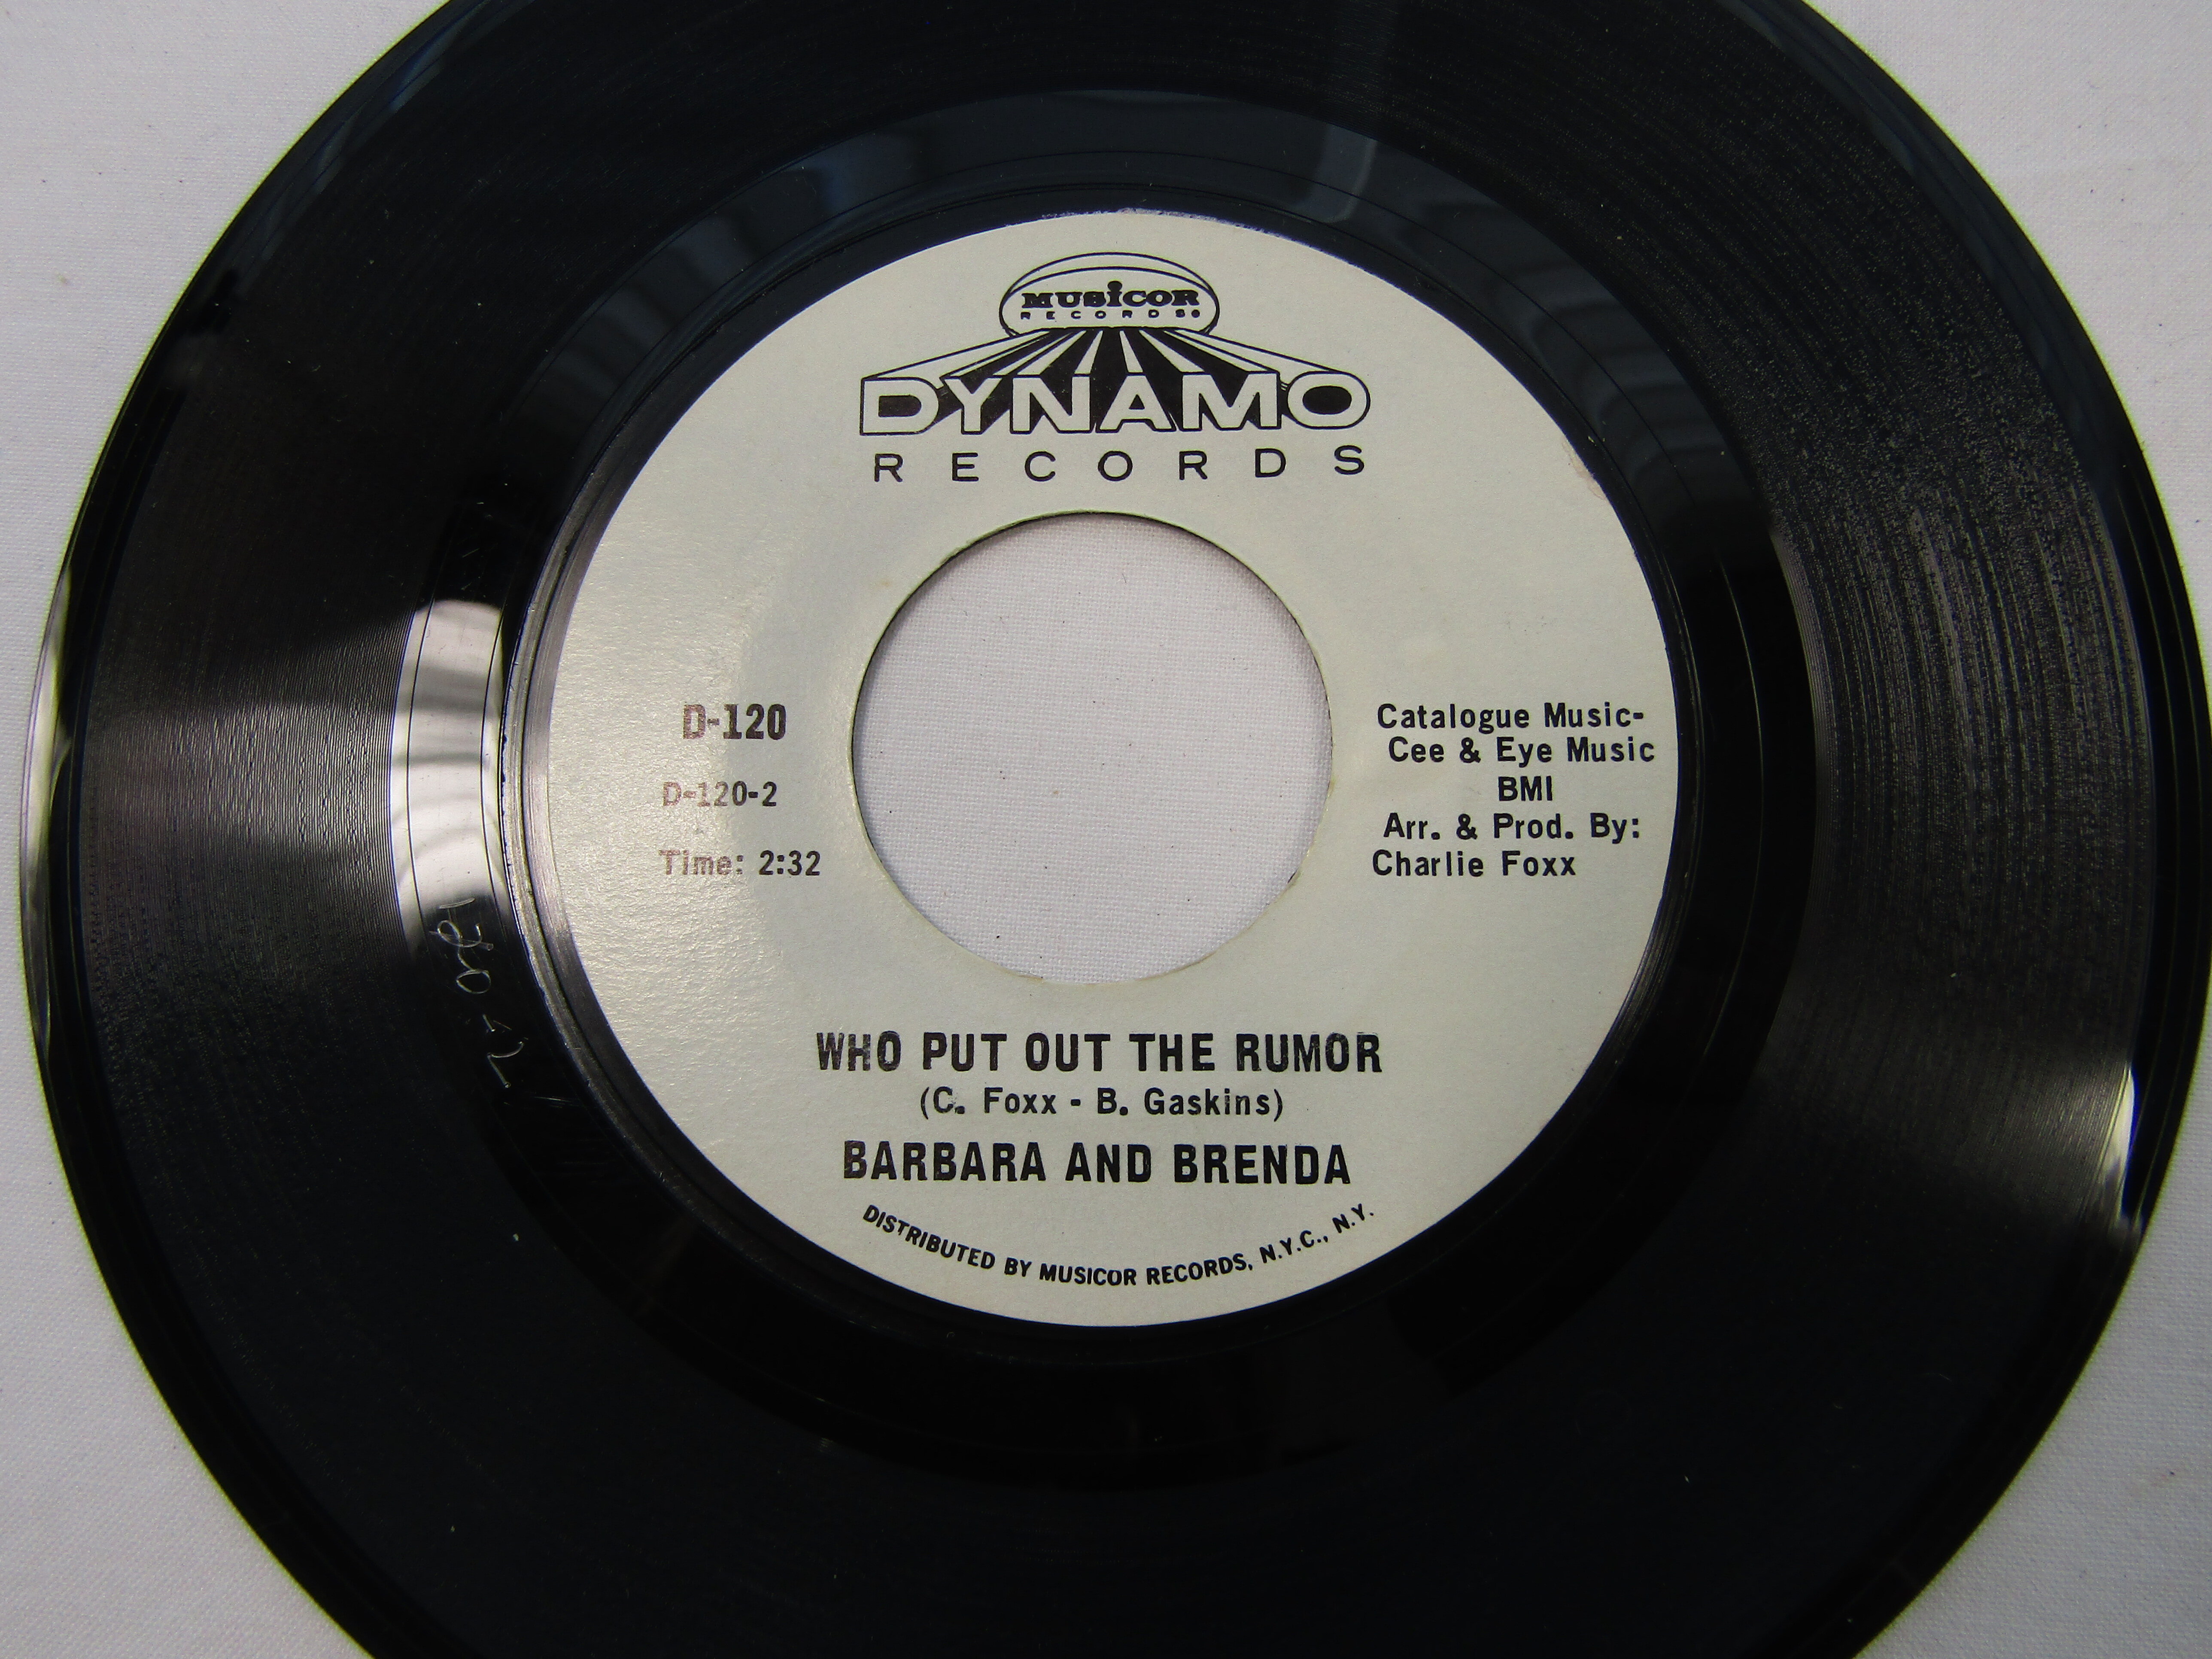 MUSICOR
RECORDS®
DYNAMO
RECORDS
D-120
D-120-2
Time: 2:32
Catalogue Music-
Cee & Eye Music
BMI
Arr. & Prod. By:
Charlie Foxx
WHO PUT OUT THE RUMOR
(C. Foxx - B. Gaskins)
BARBARA AND BRENDA
DISTRIBUTED BY MUSICOR RECORDS, N.Y.C., N.Y.